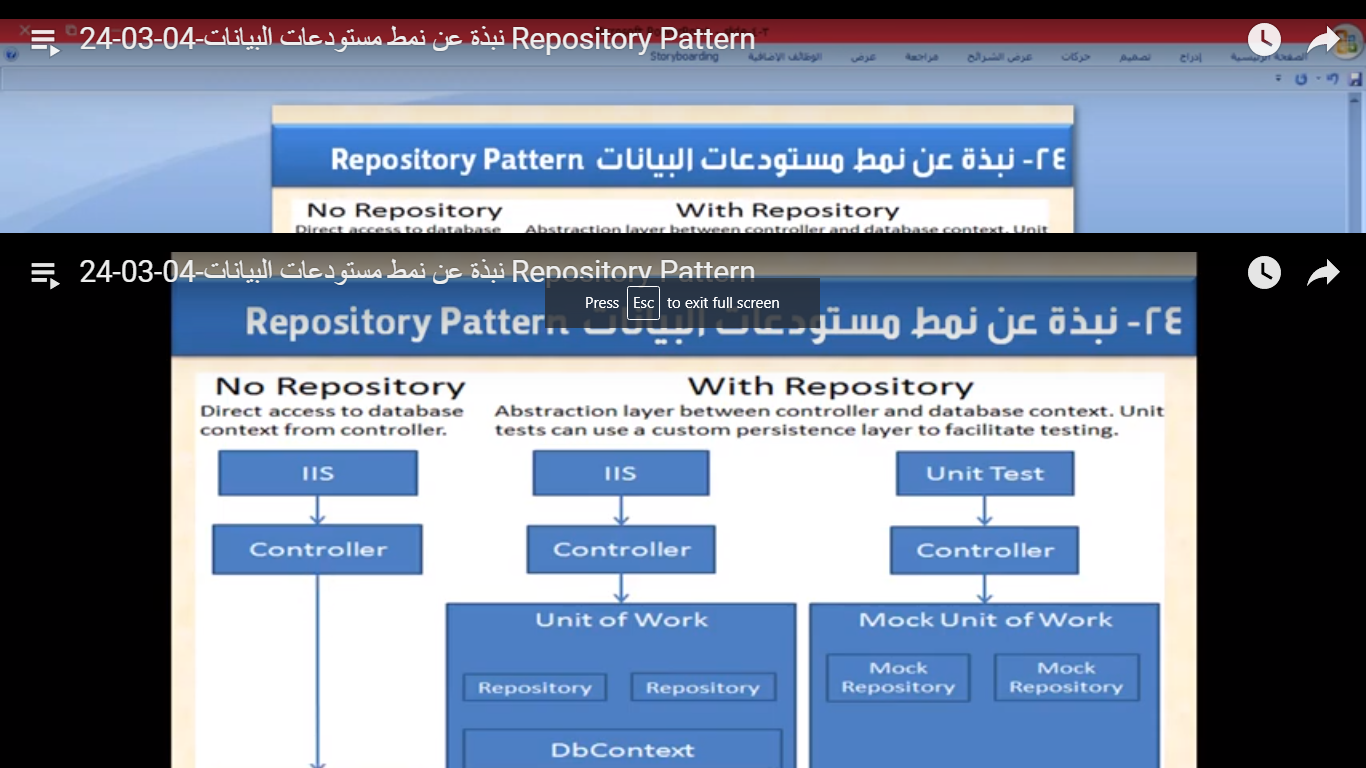 24-03-04-نبذة عن نمط مستودعات البيانات Repository Pattern
الصفحة الرئيسية إدراج تصميم حركات عرض الشرائح مراجعة عرض الوظائف الإضافية Storyboarding
٢٤- نبذة عن نمط مستودعات البيانات Repository Pattern
No Repository With Repository
Direct access to database Abstraction layer between controller and database context. Unit
24-03-04-نبذة عن نمط مستودعات البيانات Repository Pattern
Press Esc to exit full screen
٢٤- نبذة عن نمط مستودعات البيانات Repository Pattern
No Repository
Direct access to database
context from controller.
With Repository
Abstraction layer between controller and database context. Unit
tests can use a custom persistence layer to facilitate testing.
IIS
Controller
IIS
Controller
Unit of Work
Repository Repository
DbContext
Unit Test
Controller
Mock Unit of Work
Mock
Repository
Mock
Repository